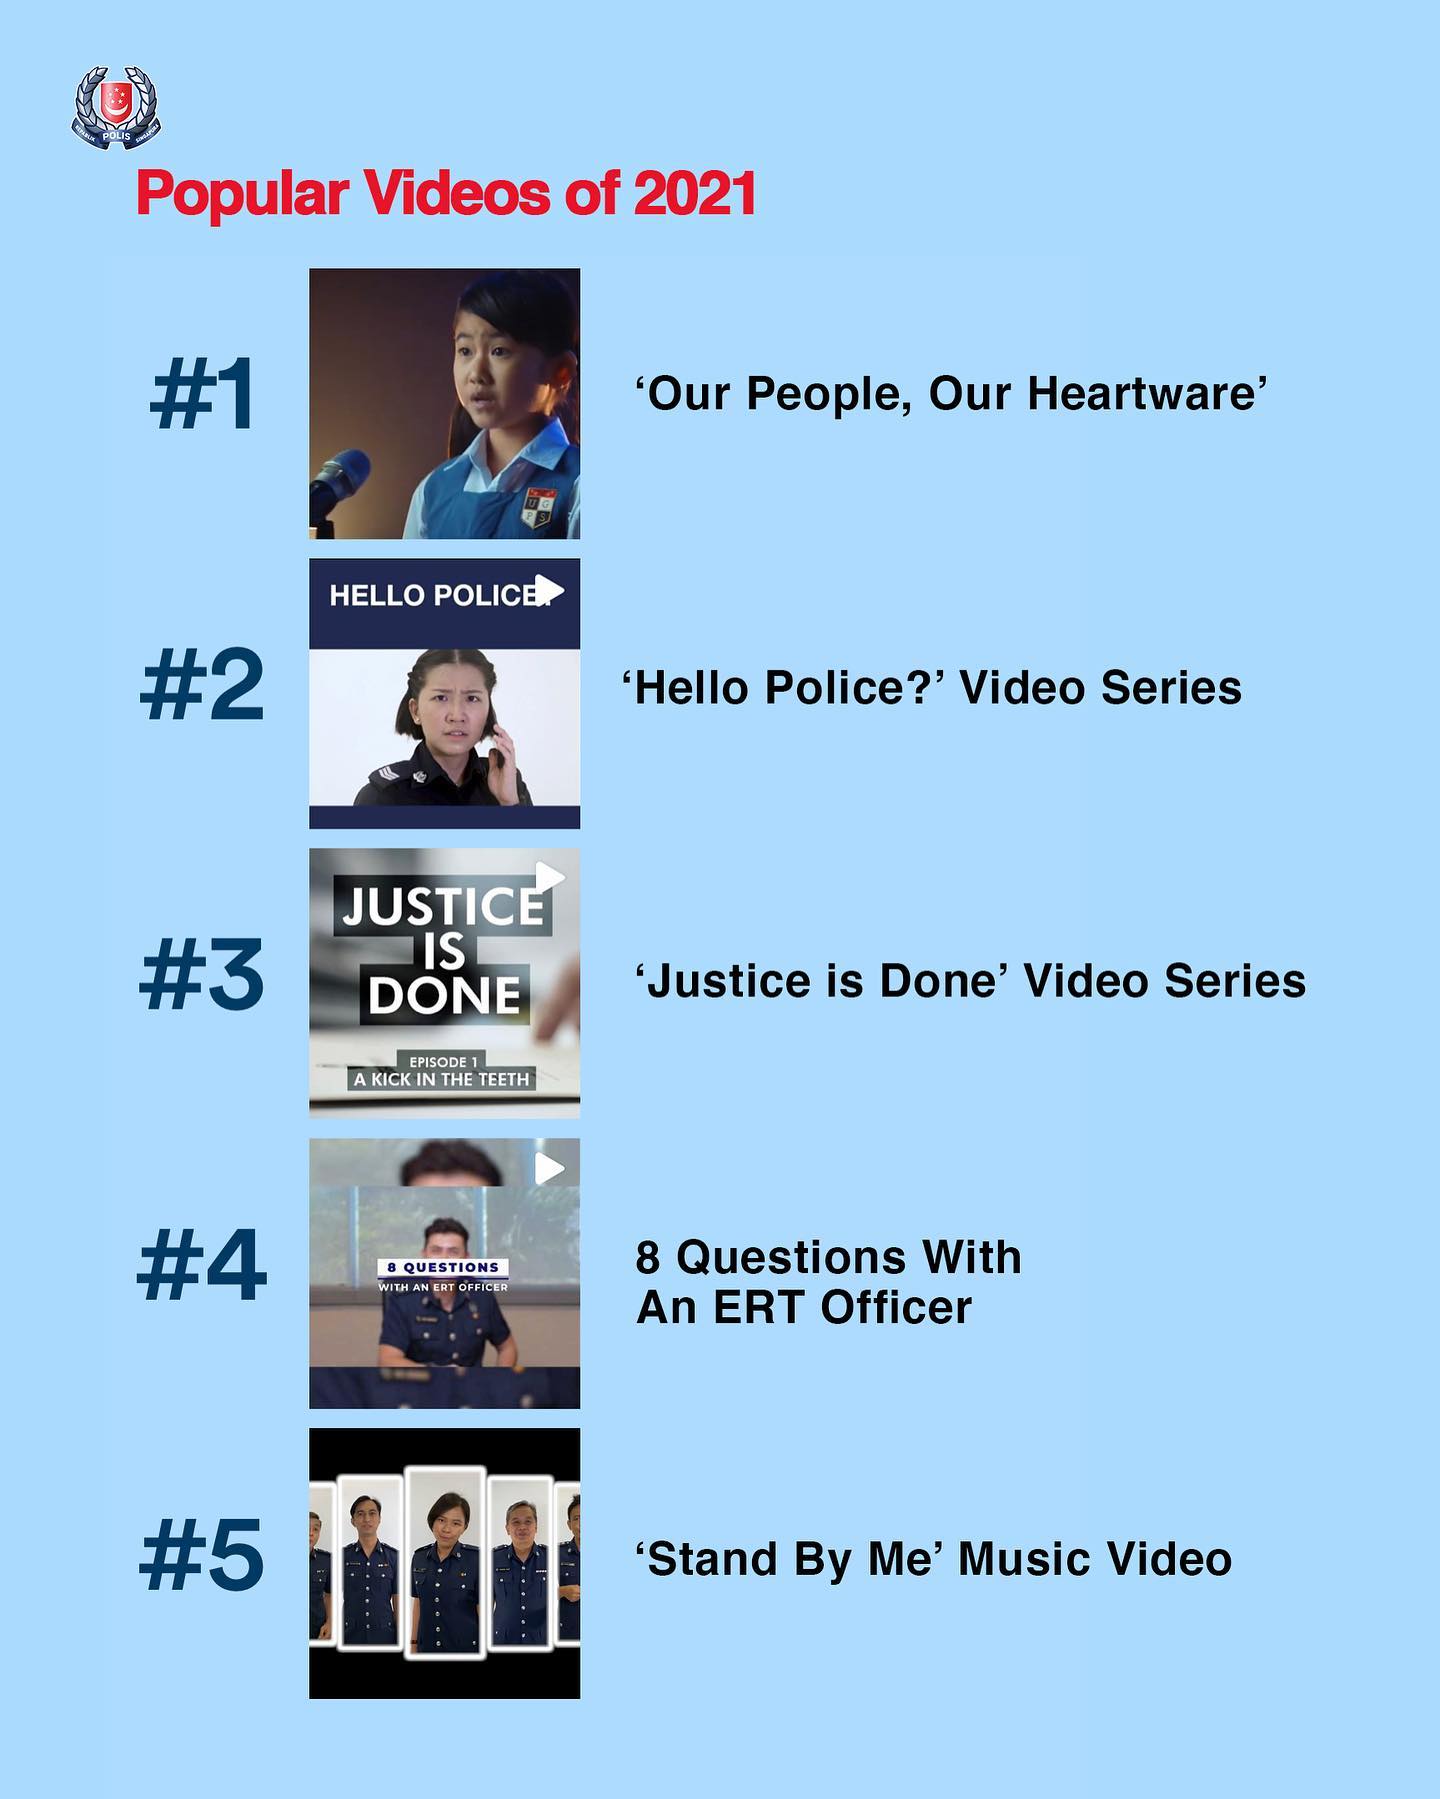 REPUBLIK POLIS SINGAPURA
Popular Videos of 2021
#1
U G
P S
‘Our People, Our Heartware’
#2
HELLO POLICE?
‘Hello Police?’ Video Series
#3
JUSTICE
IS
DONE
EPISODE 1
A KICK IN THE TEETH
‘Justice is Done’ Video Series
#4
8 QUESTIONS
WITH AN ERT OFFICER
8 Questions With
An ERT Officer
#5
‘Stand By Me’ Music Video